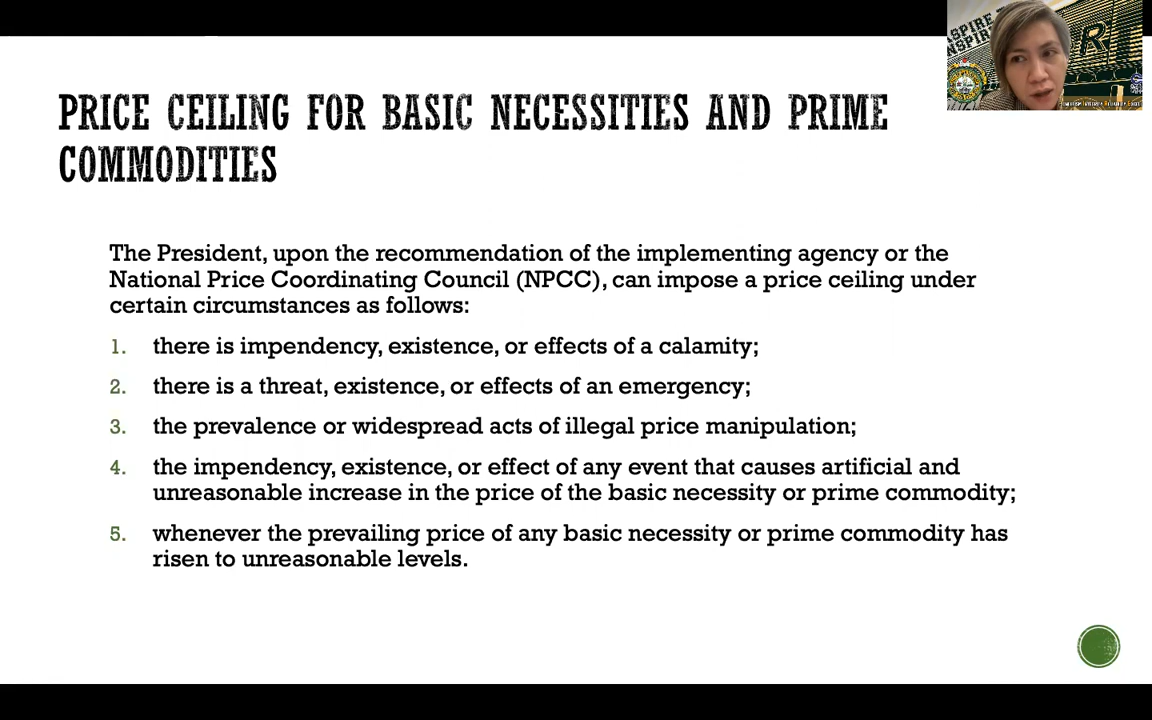 PRICE CEILING FOR BASIC NECESSITIES AND PRIME
COMMODITIES
The President, upon the recommendation of the implementing agency or the
National Price Coordinating Council (NPCC), can impose a price ceiling under
certain circumstances as follows:
1. there is impendency, existence, or effects of a calamity;
2. there is a threat, existence, or effects of an emergency;
3. the prevalence or widespread acts of illegal price manipulation;
4. the impendency, existence, or effect of any event that causes artificial and
unreasonable increase in the price of the basic necessity or prime commodity;
5. whenever the prevailing price of any basic necessity or prime commodity has
risen to unreasonable levels.